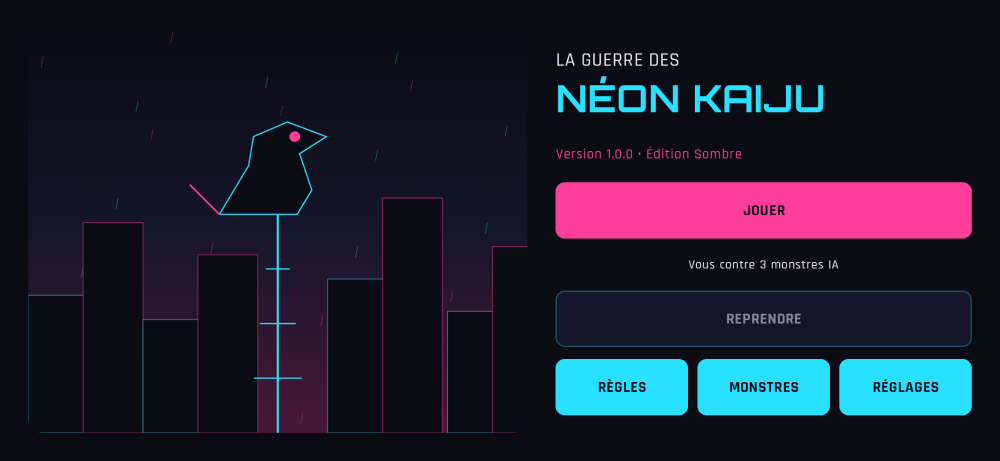 LA GUERRE DES
NÉON KAIJU
Version 1.0.0 • Édition Sombre
JOUER
Vous contre 3 monstres IA
REPRENDRE
RÈGLES
MONSTRES
RÉGLAGES